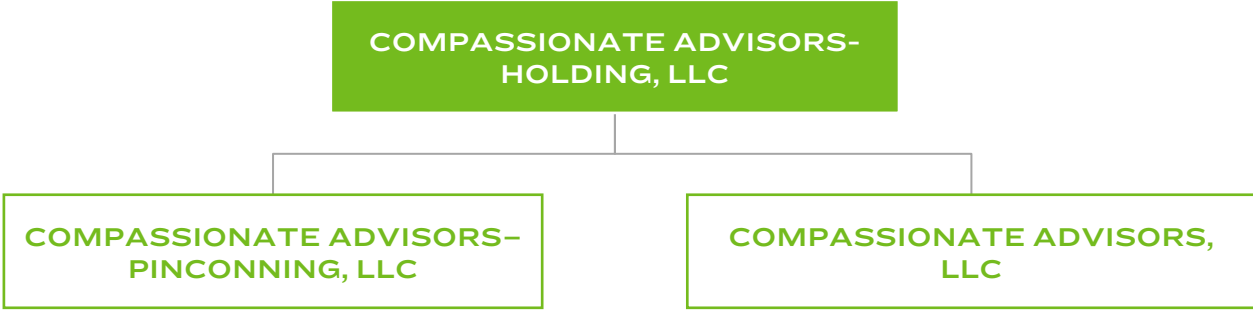 COMPASSIONATE ADVISORS-
HOLDING, LLC
COMPASSIONATE ADVISORS–
PINCONNING, LLC
COMPASSIONATE ADVISORS,
LLC